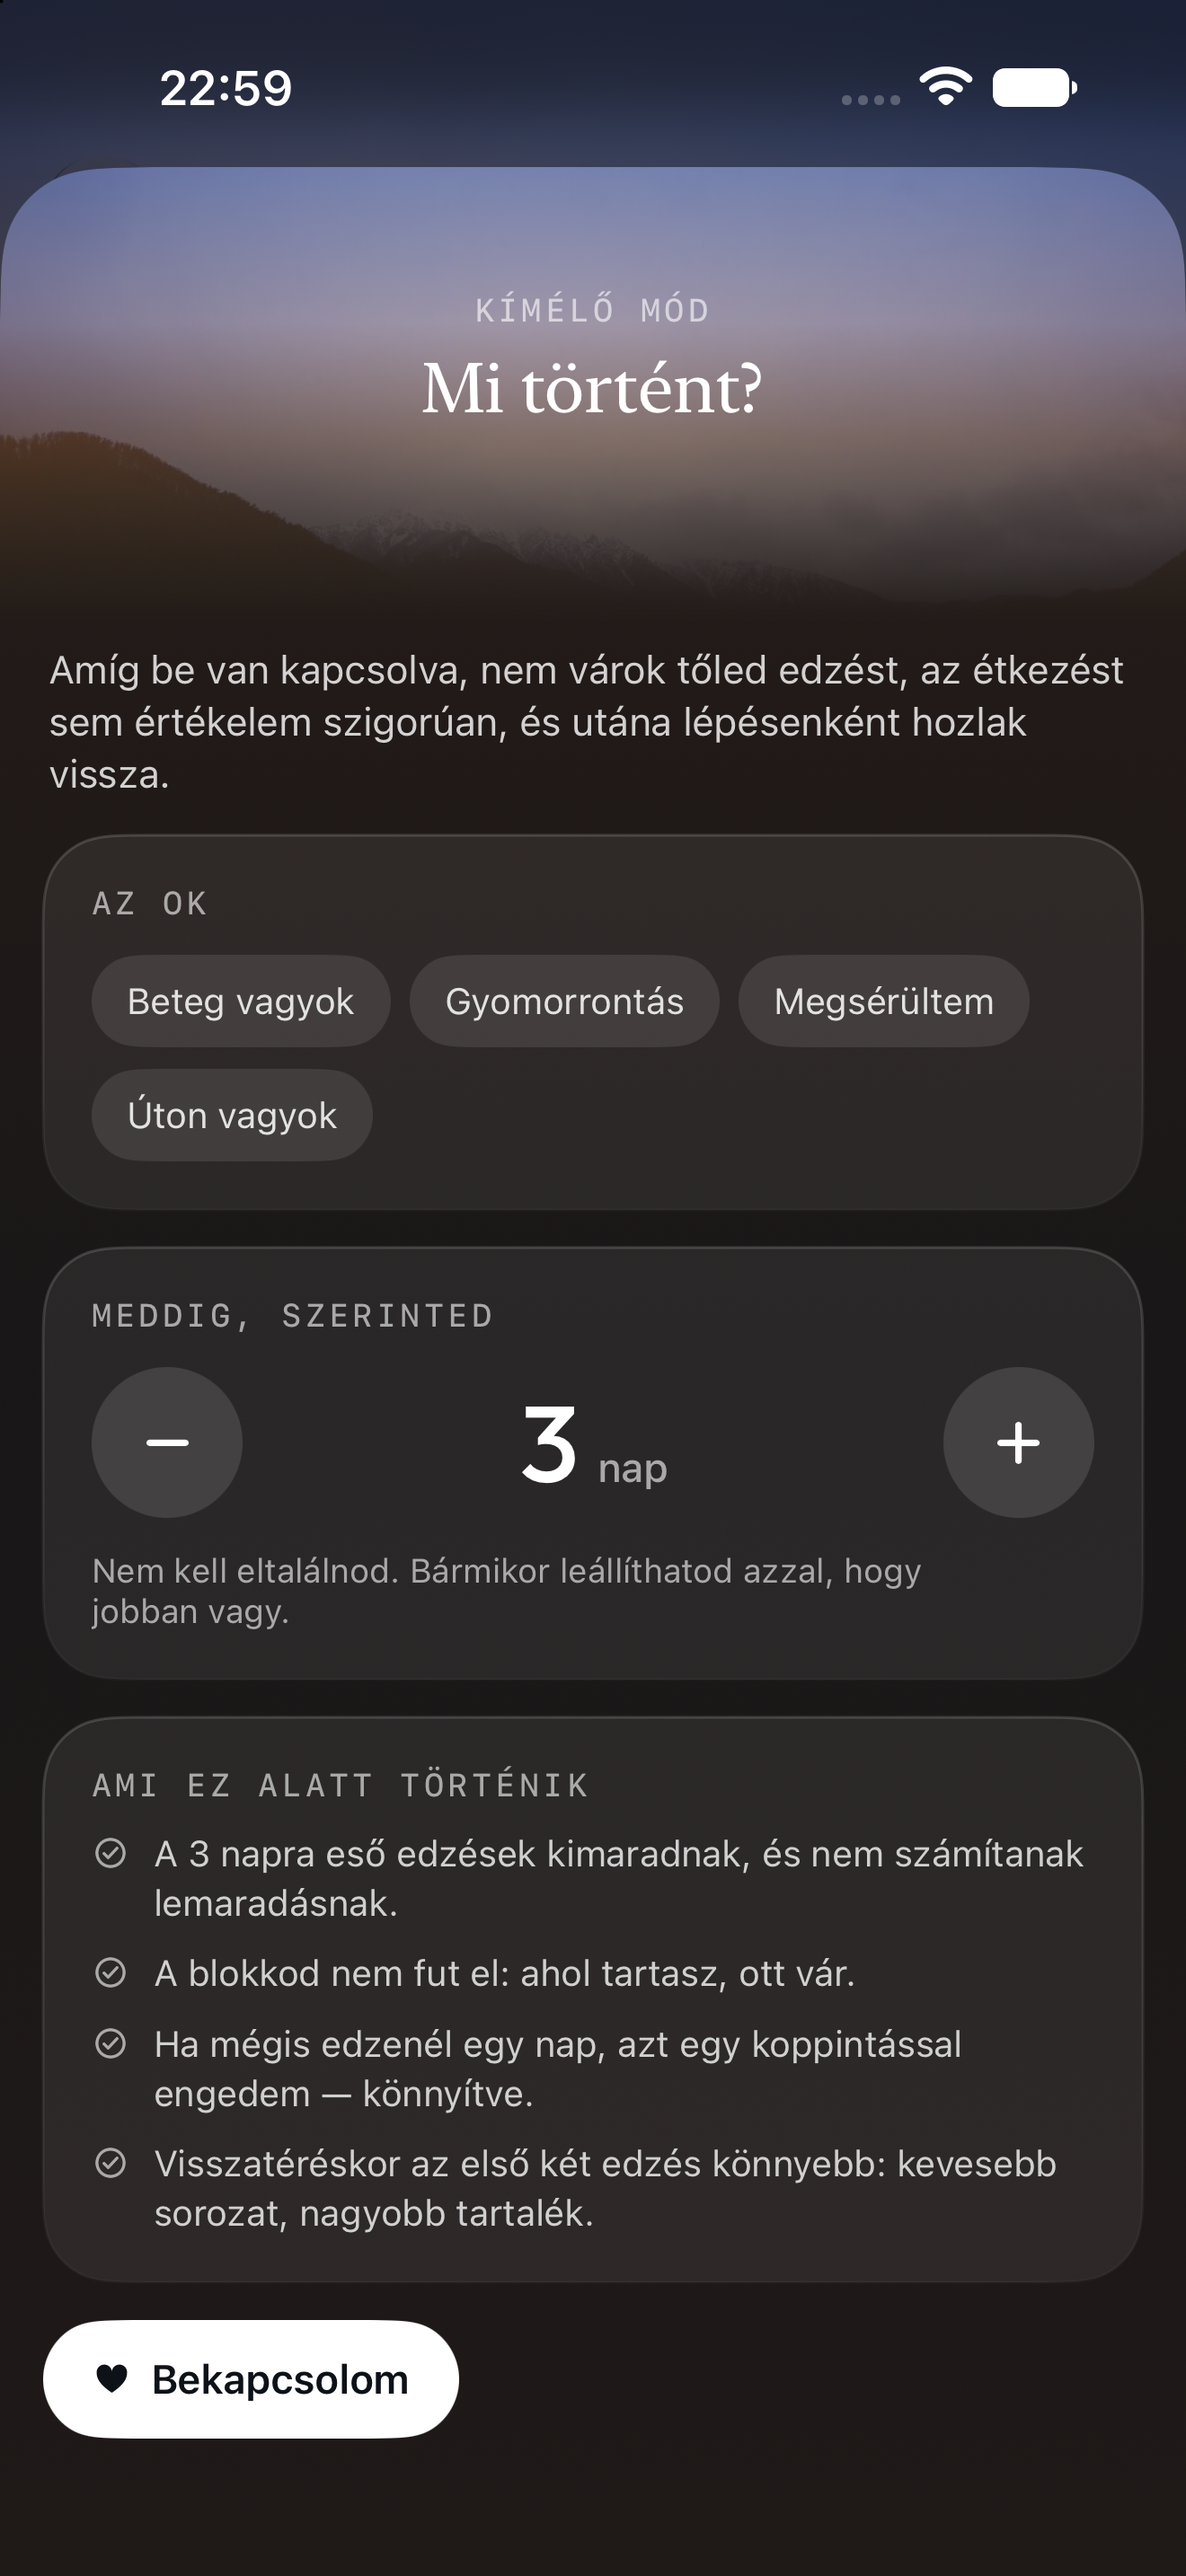 22:59
KÍMÉLŐ MÓD
Mi történt?
Amíg be van kapcsolva, nem várok tőled edzést, az étkezést
sem értékelem szigorúan, és utána lépésenként hozlak
vissza.
AZ OK
Beteg vagyok
Gyomorrontás
Megsérültem
Úton vagyok
MEDDIG, SZERINTED
3 nap
Nem kell eltalálnod. Bármikor leállíthatod azzal, hogy
jobban vagy.
AMI EZ ALATT TÖRTÉNIK
A 3 napra eső edzések kimaradnak, és nem számítanak
lemaradásnak.
A blokkod nem fut el: ahol tartasz, ott vár.
Ha mégis edzenél egy nap, azt egy koppintással
engedem — könnyítve.
Visszatéréskor az első két edzés könnyebb: kevesebb
sorozat, nagyobb tartalék.
Bekapcsolom